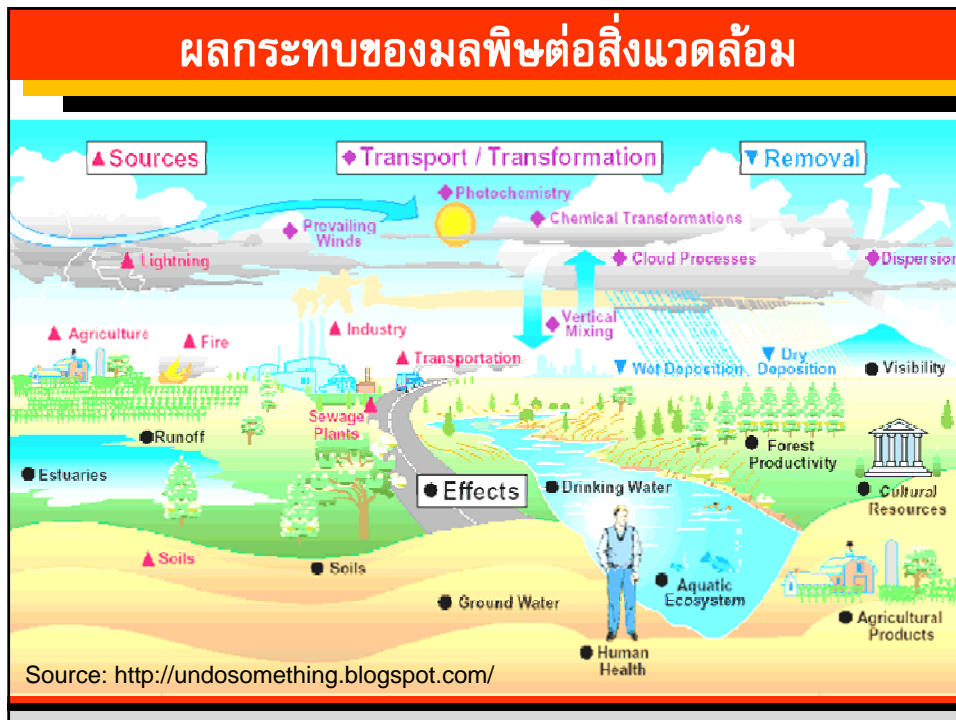 ผลกระทบของมลพิษต่อสิ่งแวดล้อม
Sources
Transport / Transformation
Removal
Photochemistry
Prevailing
Winds
Chemical Transformations
Lightning
Cloud Processes
Dispersion
Vertical
Mixing
Agriculture
Fire
Industry
Transportation
Wet Deposition
Dry
Deposition
Visibility
Sewage
Plants
Runoff
Forest
Productivity
Estuaries
Effects
Drinking Water
Cultural
Resources
Soils
Soils
Aquatic
Ecosystem
Ground Water
Agricultural
Products
Human
Health
Source: http://undosomething.blogspot.com/